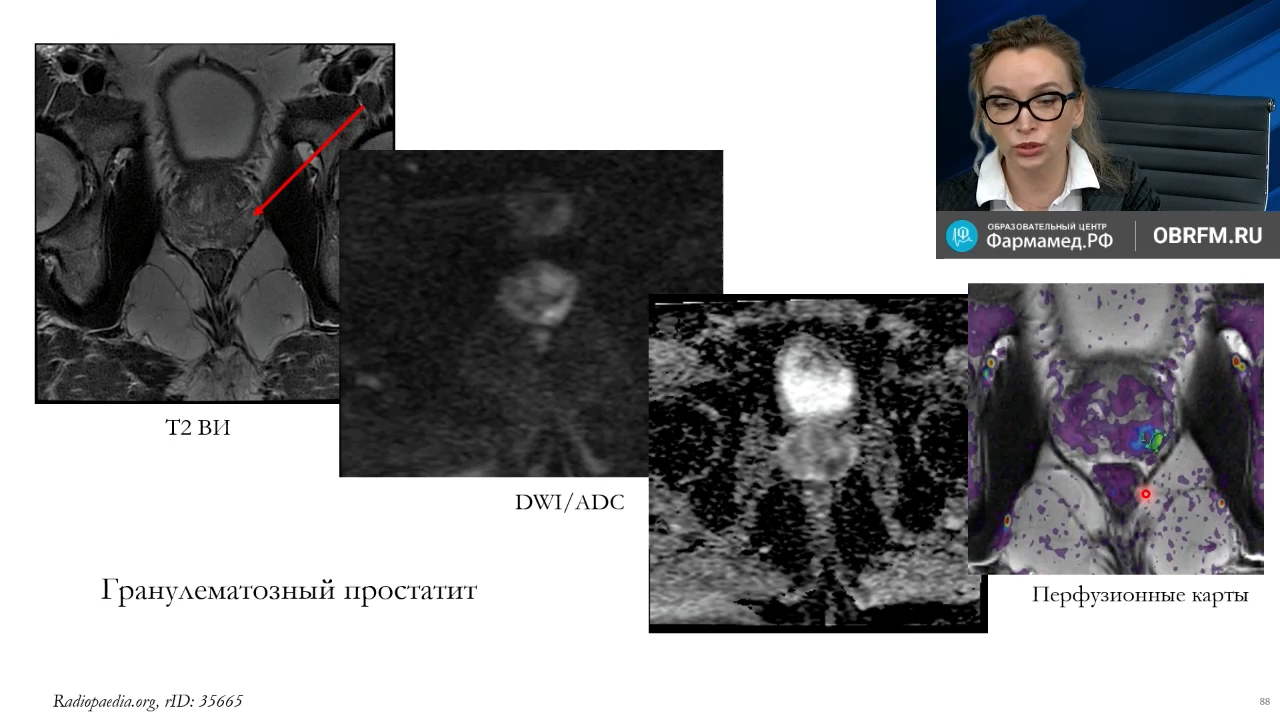 ОБРАЗОВАТЕЛЬНЫЙ ЦЕНТР
Фармамед.РФ
OBRFM.RU
Т2 ВИ
DWI/ADC
Гранулематозный простатит
Перфузионные карты
Radiopaedia.org, rID: 35665
88